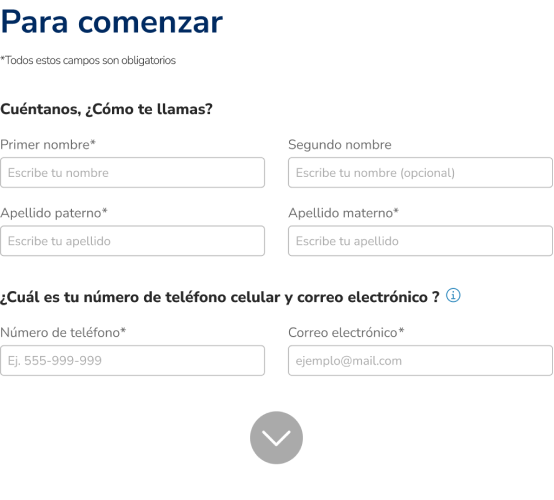 Para comenzar
*Todos estos campos son obligatorios
Cuéntanos, ¿Cómo te llamas?
Primer nombre* Segundo nombre
Escribe tu nombre Escribe tu nombre (opcional)
Apellido paterno* Apellido materno*
Escribe tu apellido Escribe tu apellido
¿Cuál es tu número de teléfono celular y correo electrónico ?
Número de teléfono* Correo electrónico*
Ej. 555-999-999 ejemplo@mail.com